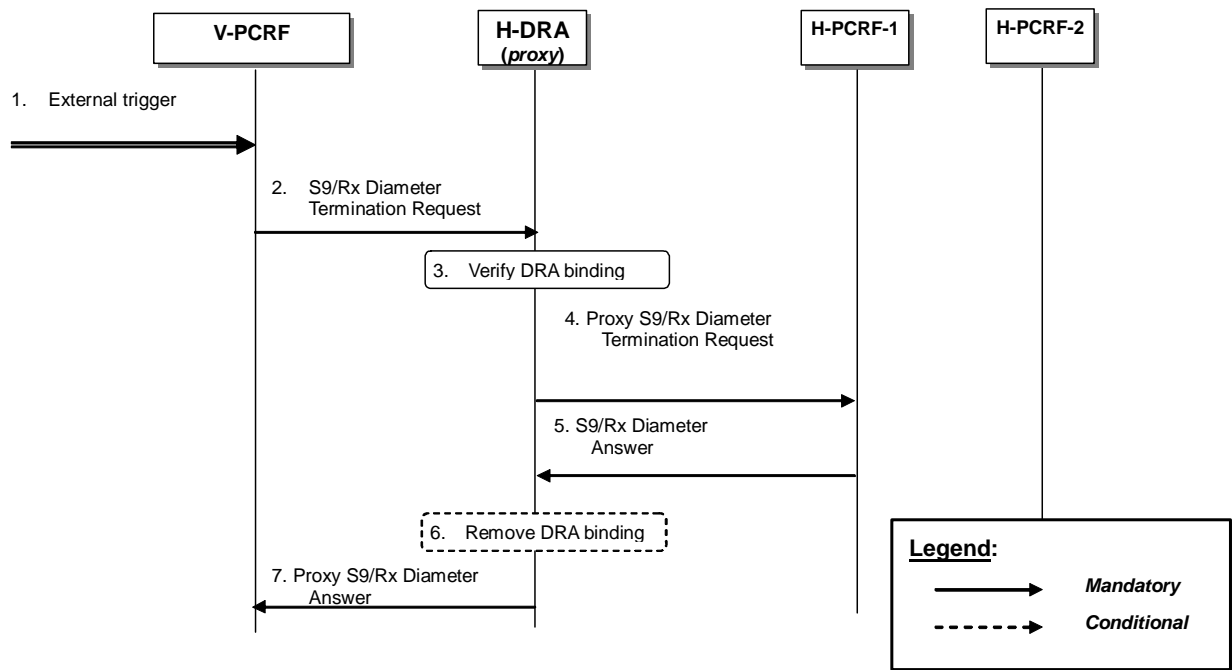 V-PCRF
H-DRA
(proxy)
H-PCRF-1
H-PCRF-2
1. External trigger
2. S9/Rx Diameter
Termination Request
3. Verify DRA binding
4. Proxy S9/Rx Diameter
Termination Request
5. S9/Rx Diameter
Answer
6. Remove DRA binding
7. Proxy S9/Rx Diameter
Answer
Legend:
Mandatory
Conditional